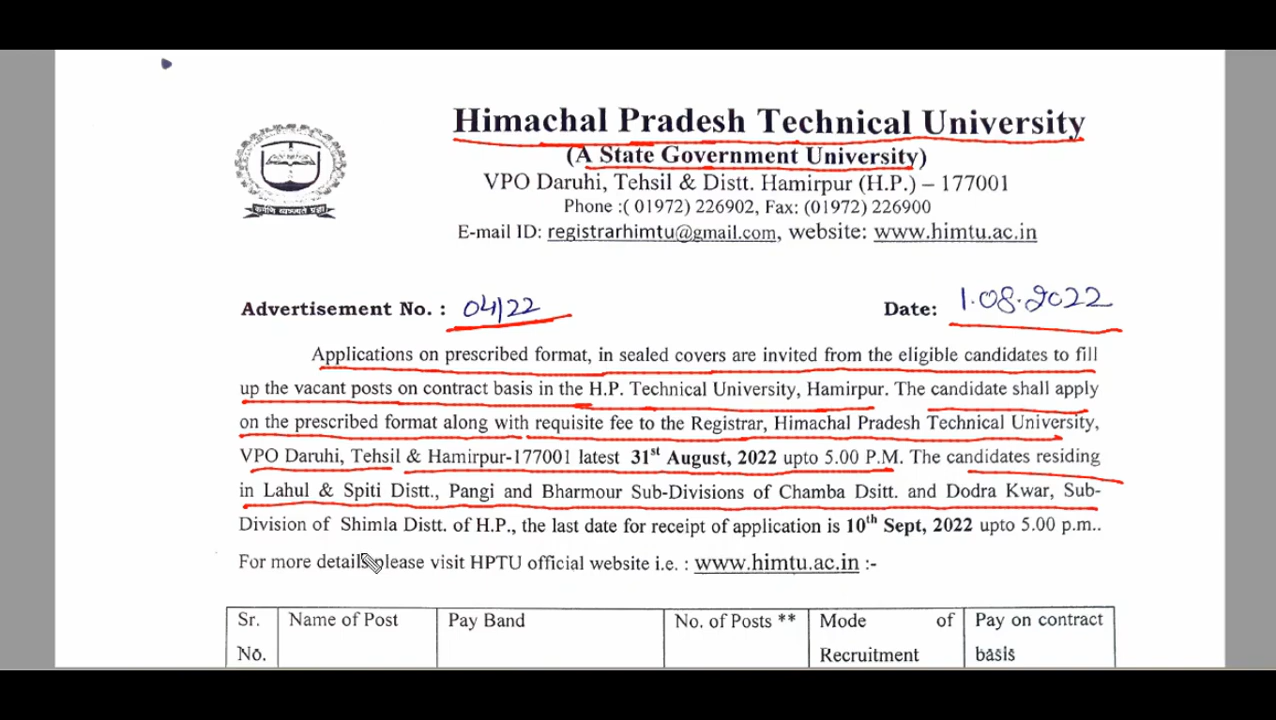 Himachal Pradesh Technical University
(A State Government University)
VPO Daruhi, Tehsil & Distt. Hamirpur (H.P.) – 177001
Phone :( 01972) 226902, Fax: (01972) 226900
E-mail ID: registrarhimtu@gmail.com, website: www.himtu.ac.in
Advertisement No. : 04/22 Date: 1.08.2022
Applications on prescribed format, in sealed covers are invited from the eligible candidates to fill
up the vacant posts on contract basis in the H.P. Technical University, Hamirpur. The candidate shall apply
on the prescribed format along with requisite fee to the Registrar, Himachal Pradesh Technical University,
VPO Daruhi, Tehsil & Hamirpur-177001 latest 31st August, 2022 upto 5.00 P.M. The candidates residing
in Lahul & Spiti Distt., Pangi and Bharmour Sub-Divisions of Chamba Dsitt. and Dodra Kwar, Sub-
Division of Shimla Distt. of H.P., the last date for receipt of application is 10th Sept, 2022 upto 5.00 p.m..
For more details please visit HPTU official website i.e. : www.himtu.ac.in :-
Sr. Name of Post Pay Band No. of Posts ** Mode of Pay on contract
No. Recruitment basis